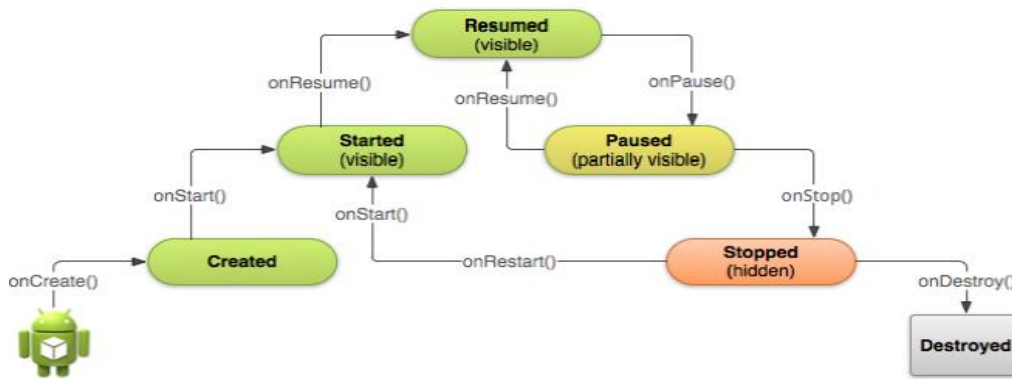 Resumed
(visible)
onResume()
onResume()
onPause()
Started
(visible)
Paused
(partially visible)
onStart()
onStart()
onStop()
Created
onRestart()
Stopped
(hidden)
onCreate()
onDestroy()
Destroyed